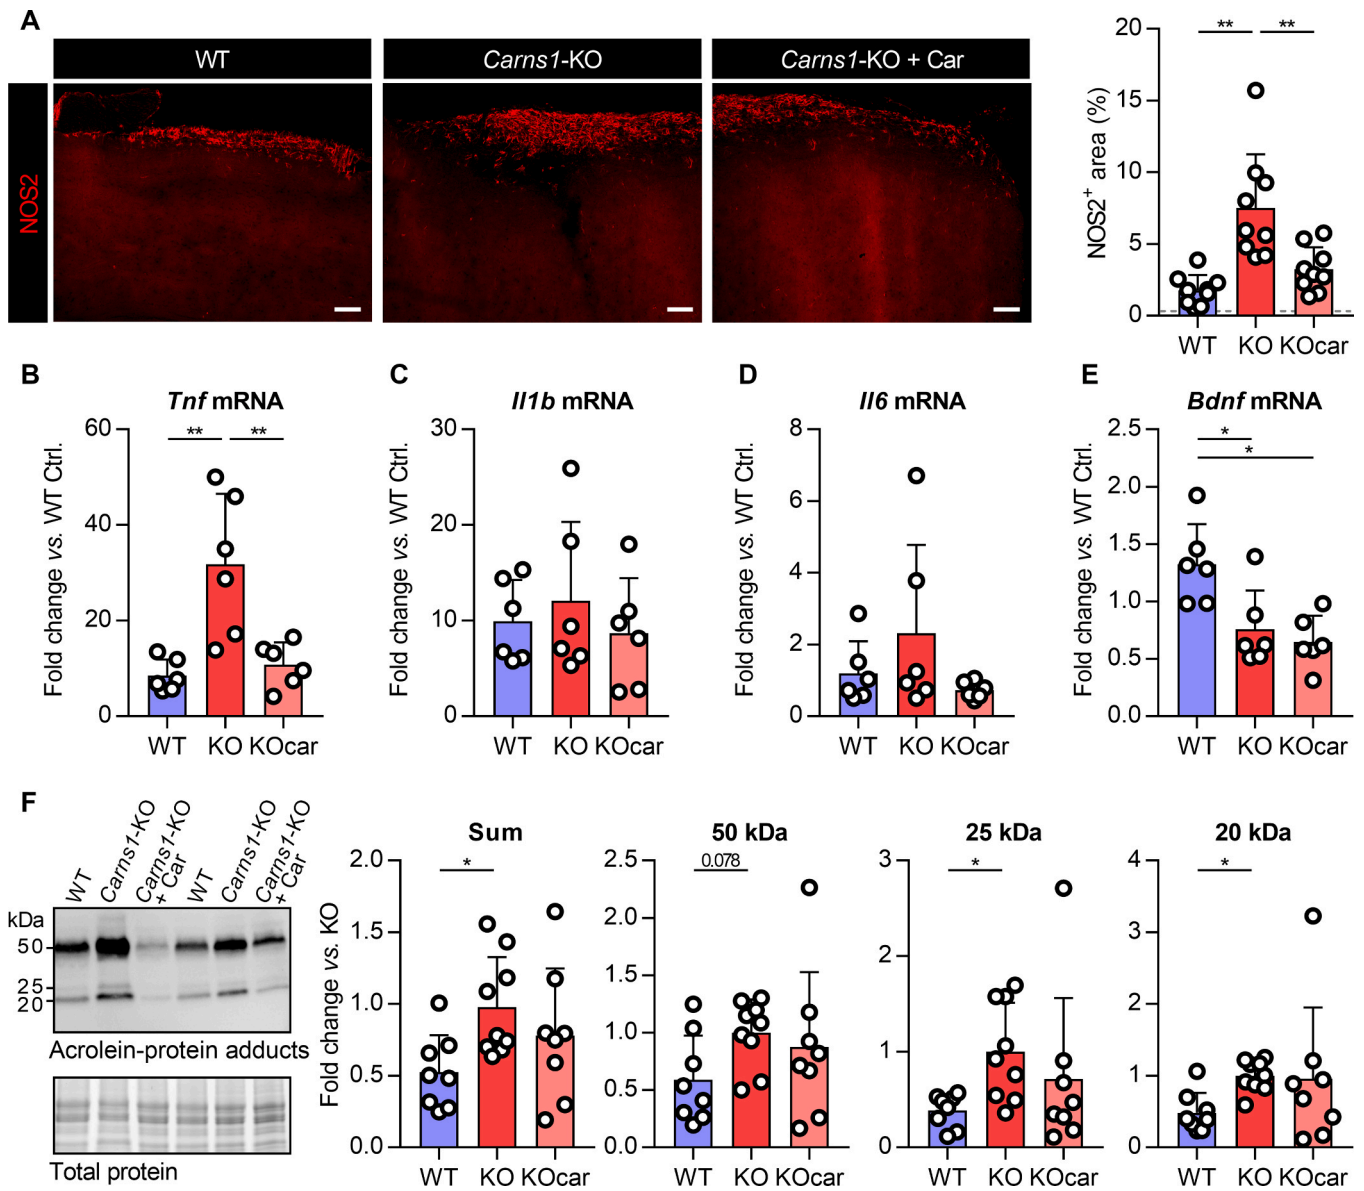 A
WT
Carns1-KO
Carns1-KO + Car
NOS2
NOS2+ area (%)
20
15
10
5
0
**
**
WT KO KOcar
B
Tnf mRNA
Fold change vs. WT Ctrl.
60
40
20
0
**
**
WT KO KOcar
C
Il1b mRNA
Fold change vs. WT Ctrl.
30
20
10
0
WT KO KOcar
D
Il6 mRNA
Fold change vs. WT Ctrl.
8
6
4
2
0
WT KO KOcar
E
Bdnf mRNA
Fold change vs. WT Ctrl.
2.5
2.0
1.5
1.0
0.5
0.0
*
*
WT KO KOcar
F
WT
Carns1-KO
Carns1-KO
+ Car
WT
Carns1-KO
Carns1-KO
+ Car
kDa
50
25
20
Acrolein-protein adducts
Total protein
Sum
Fold change vs. KO
2.0
1.5
1.0
0.5
0.0
*
WT KO KOcar
50 kDa
2.5
2.0
1.5
1.0
0.5
0.0
0.078
WT KO KOcar
25 kDa
3
2
1
0
*
WT KO KOcar
20 kDa
4
3
2
1
0
*
WT KO KOcar